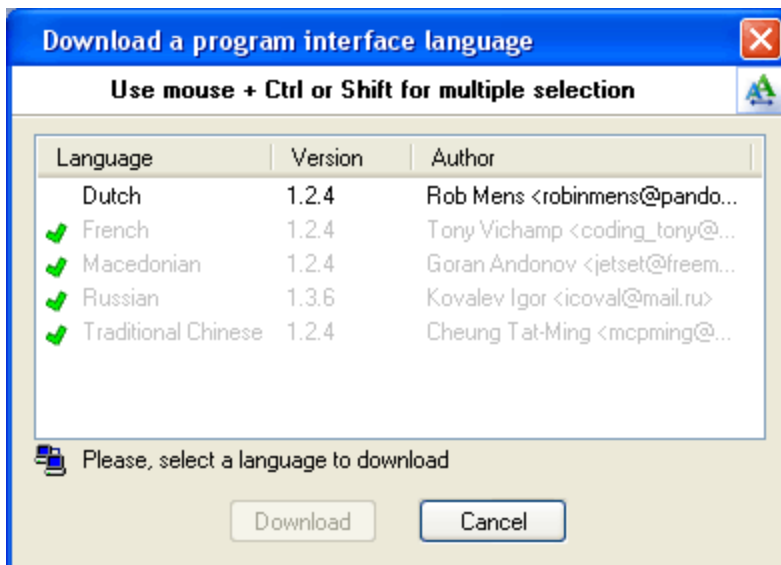 Download a program interface language
Use mouse + Ctrl or Shift for multiple selection
Language Version Author
Dutch 1.2.4 Rob Mens <robinmens@pando...
French 1.2.4 Tony Vichamp <coding_tony@...
Macedonian 1.2.4 Goran Andonov <jetset@freem...
Russian 1.3.6 Kovalev Igor <icoval@mail.ru>
Traditional Chinese 1.2.4 Cheung Tat-Ming <mcpming@...
Please, select a language to download
Download Cancel